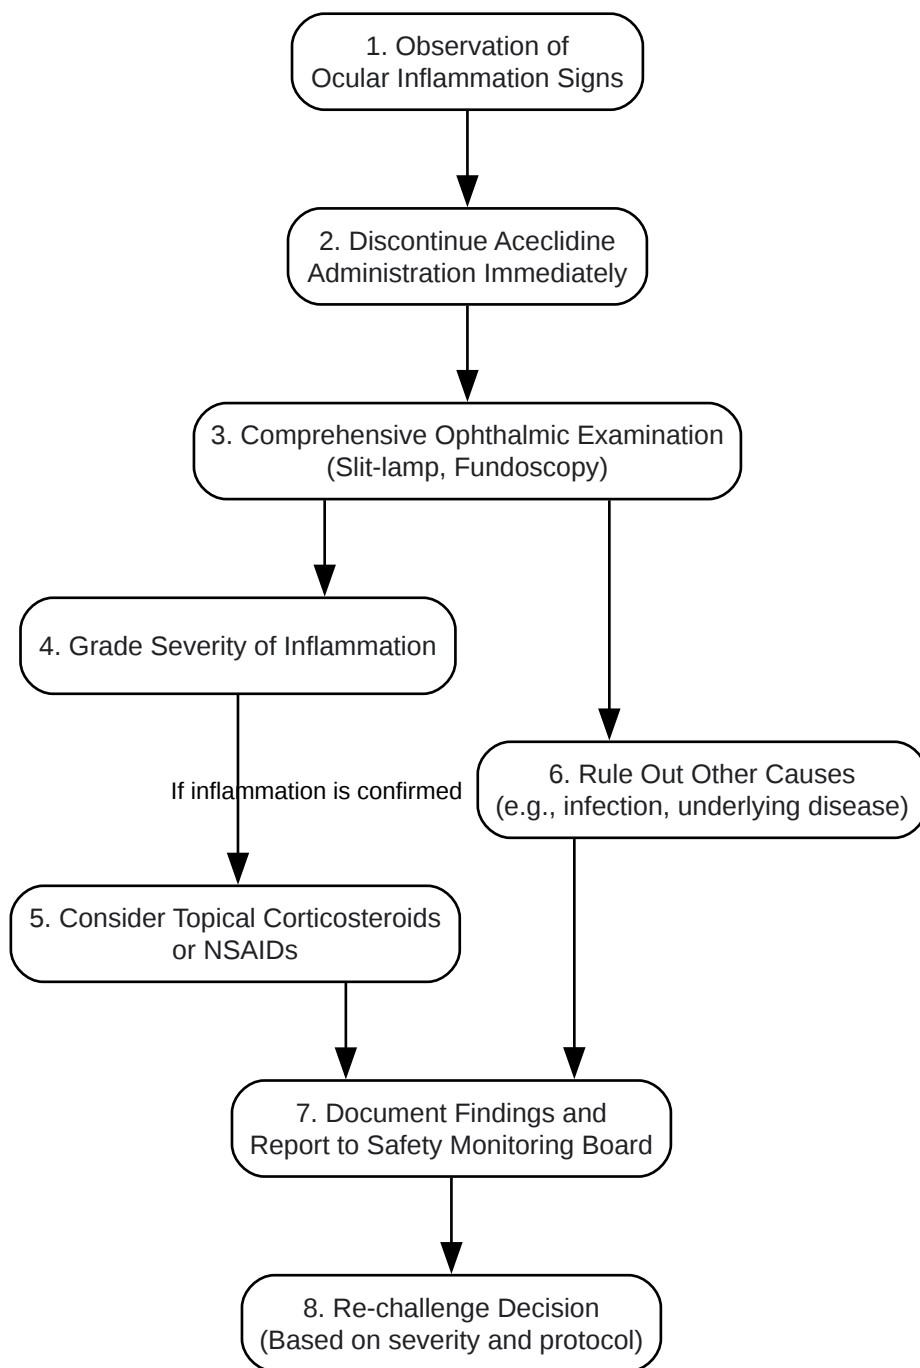 1. Observation of
Ocular Inflammation Signs
2. Discontinue Aceclidine
Administration Immediately
3. Comprehensive Ophthalmic Examination
(Slit-lamp, Fundoscopy)
4. Grade Severity of Inflammation
If inflammation is confirmed
6. Rule Out Other Causes
(e.g., infection, underlying disease)
5. Consider Topical Corticosteroids
or NSAIDs
7. Document Findings and
Report to Safety Monitoring Board
8. Re-challenge Decision
(Based on severity and protocol)